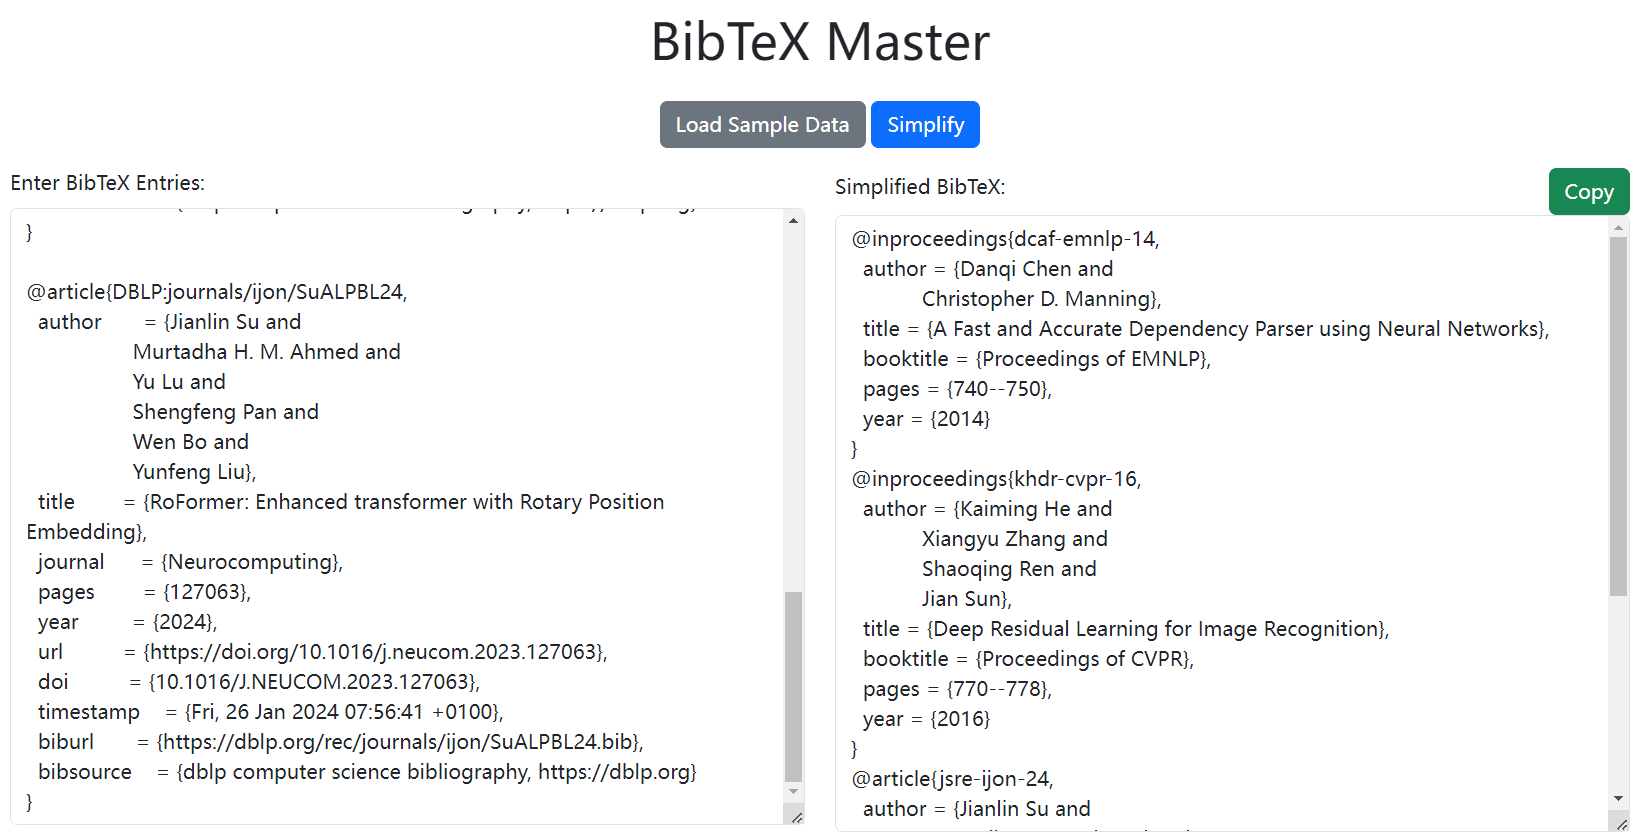 BibTeX Master
Load Sample Data
Simplify
Enter BibTeX Entries:
}
@article{DBLP:journals/ijon/SuALPBL24,
author = {Jianlin Su and
Murtadha H. M. Ahmed and
Yu Lu and
Shengfeng Pan and
Wen Bo and
Yunfeng Liu},
title = {RoFormer: Enhanced transformer with Rotary Position
Embedding},
journal = {Neurocomputing},
pages = {127063},
year = {2024},
url = {https://doi.org/10.1016/j.neucom.2023.127063},
doi = {10.1016/J.NEUCOM.2023.127063},
timestamp = {Fri, 26 Jan 2024 07:56:41 +0100},
biburl = {https://dblp.org/rec/journals/ijon/SuALPBL24.bib},
bibsource = {dblp computer science bibliography, https://dblp.org}
}
Simplified BibTeX:
Copy
@inproceedings{dcaf-emnlp-14,
author = {Danqi Chen and
Christopher D. Manning},
title = {A Fast and Accurate Dependency Parser using Neural Networks},
booktitle = {Proceedings of EMNLP},
pages = {740--750},
year = {2014}
}
@inproceedings{khdr-cvpr-16,
author = {Kaiming He and
Xiangyu Zhang and
Shaoqing Ren and
Jian Sun},
title = {Deep Residual Learning for Image Recognition},
booktitle = {Proceedings of CVPR},
pages = {770--778},
year = {2016}
}
@article{jsre-ijon-24,
author = {Jianlin Su and